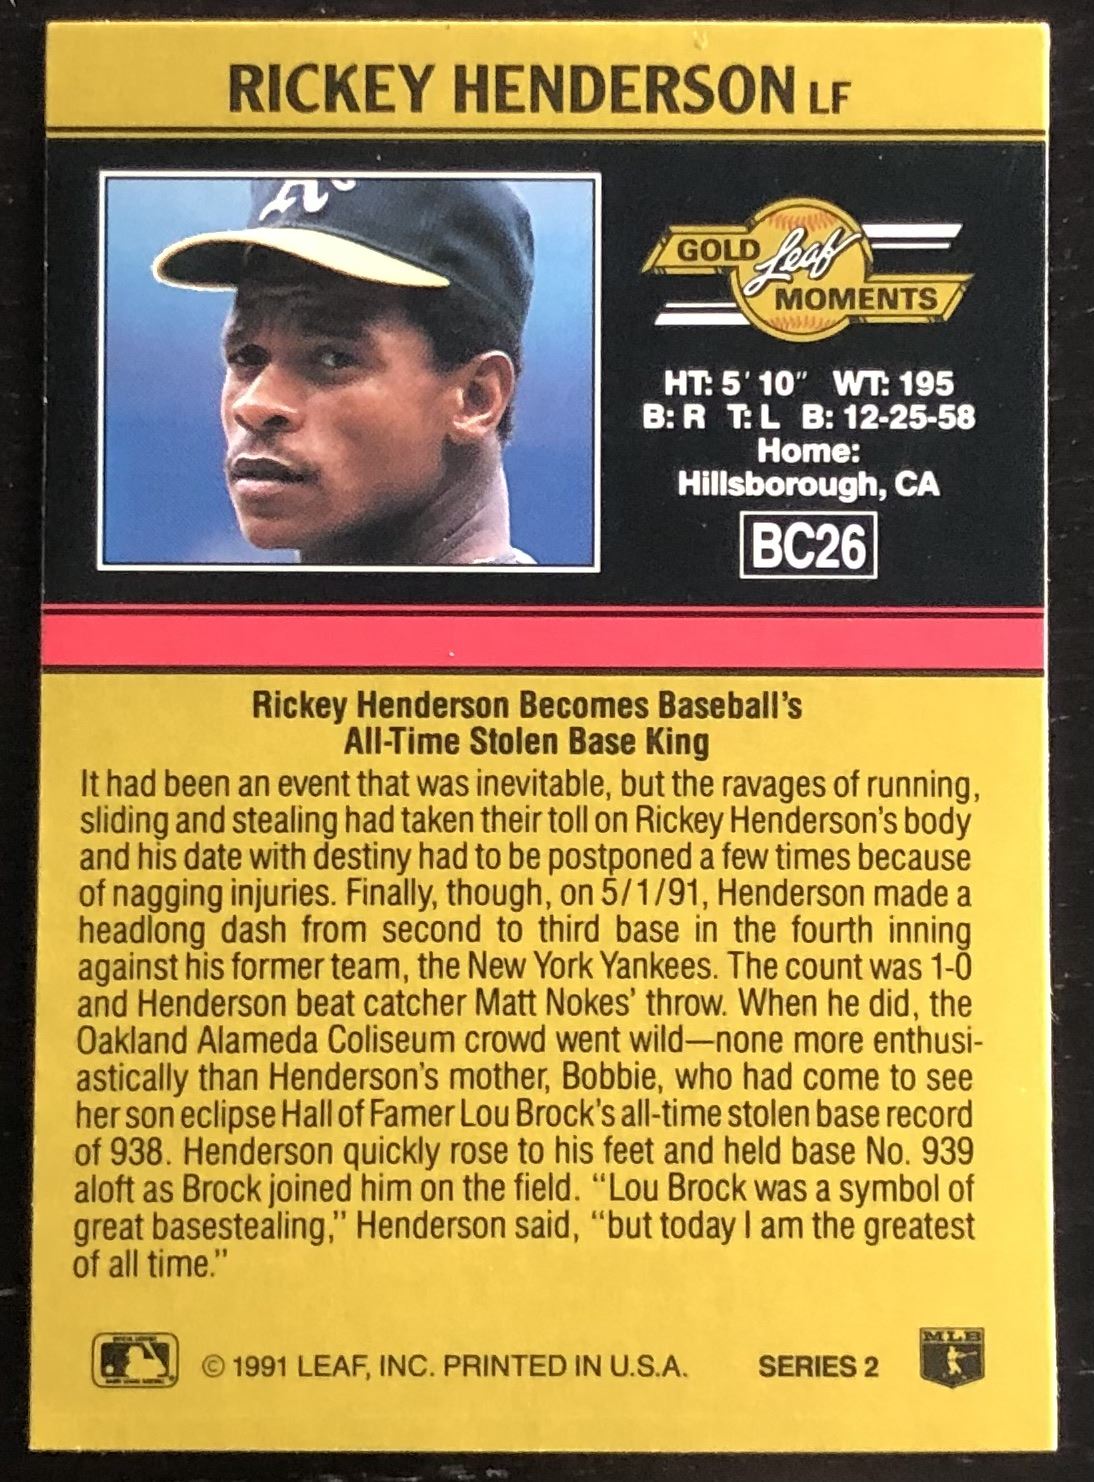 RICKEY HENDERSON LF
A's
GOLD Leaf MOMENTS
HT: 5' 10" WT: 195
B: R T: L B: 12-25-58
Home:
Hillsborough, CA
BC26
Rickey Henderson Becomes Baseball's
All-Time Stolen Base King
It had been an event that was inevitable, but the ravages of running,
sliding and stealing had taken their toll on Rickey Henderson's body
and his date with destiny had to be postponed a few times because
of nagging injuries. Finally, though, on 5/1/91, Henderson made a
headlong dash from second to third base in the fourth inning
against his former team, the New York Yankees. The count was 1-0
and Henderson beat catcher Matt Nokes' throw. When he did, the
Oakland Alameda Coliseum crowd went wild—none more enthusi-
astically than Henderson's mother, Bobbie, who had come to see
her son eclipse Hall of Famer Lou Brock's all-time stolen base record
of 938. Henderson quickly rose to his feet and held base No. 939
aloft as Brock joined him on the field. "Lou Brock was a symbol of
great basestealing," Henderson said, "but today I am the greatest
of all time."
© 1991 LEAF, INC. PRINTED IN U.S.A. SERIES 2
MLB